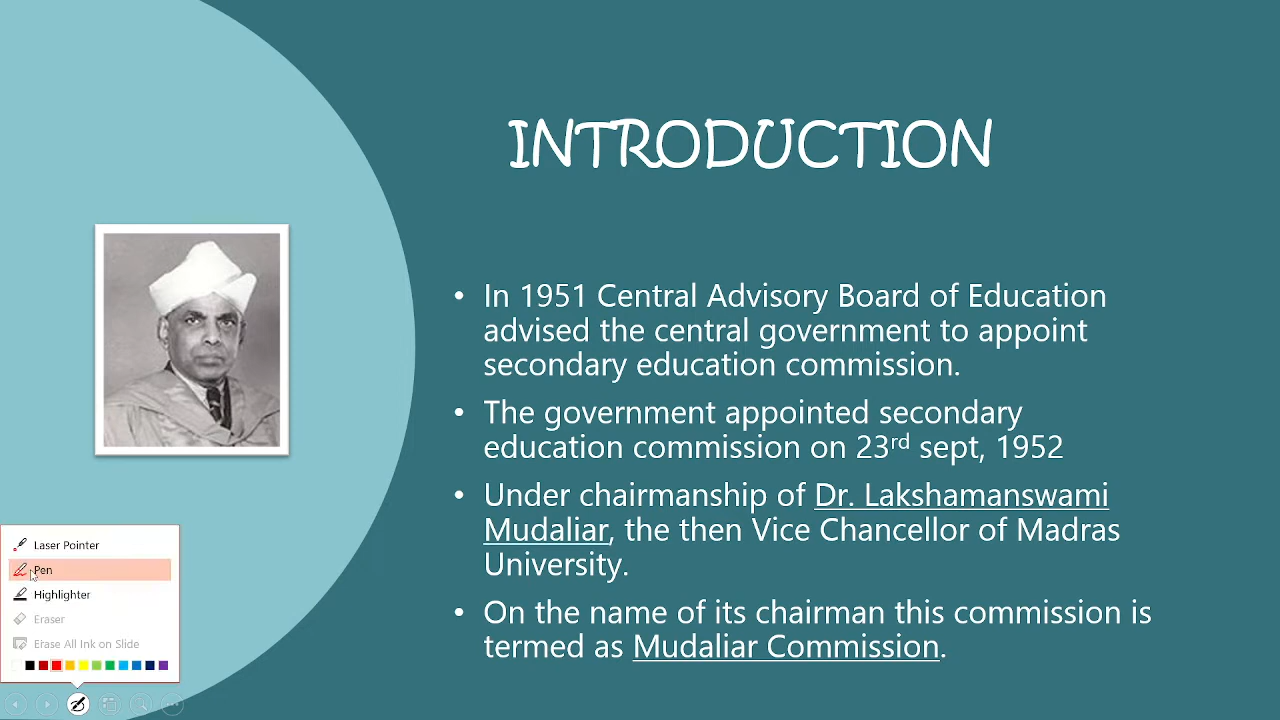 INTRODUCTION
• In 1951 Central Advisory Board of Education
advised the central government to appoint
secondary education commission.
• The government appointed secondary
education commission on 23rd sept, 1952
• Under chairmanship of Dr. Lakshamanswami
Mudaliar, the then Vice Chancellor of Madras
University.
• On the name of its chairman this commission is
termed as Mudaliar Commission.
Laser Pointer
Pen
Highlighter
Eraser
Erase All Ink on Slide